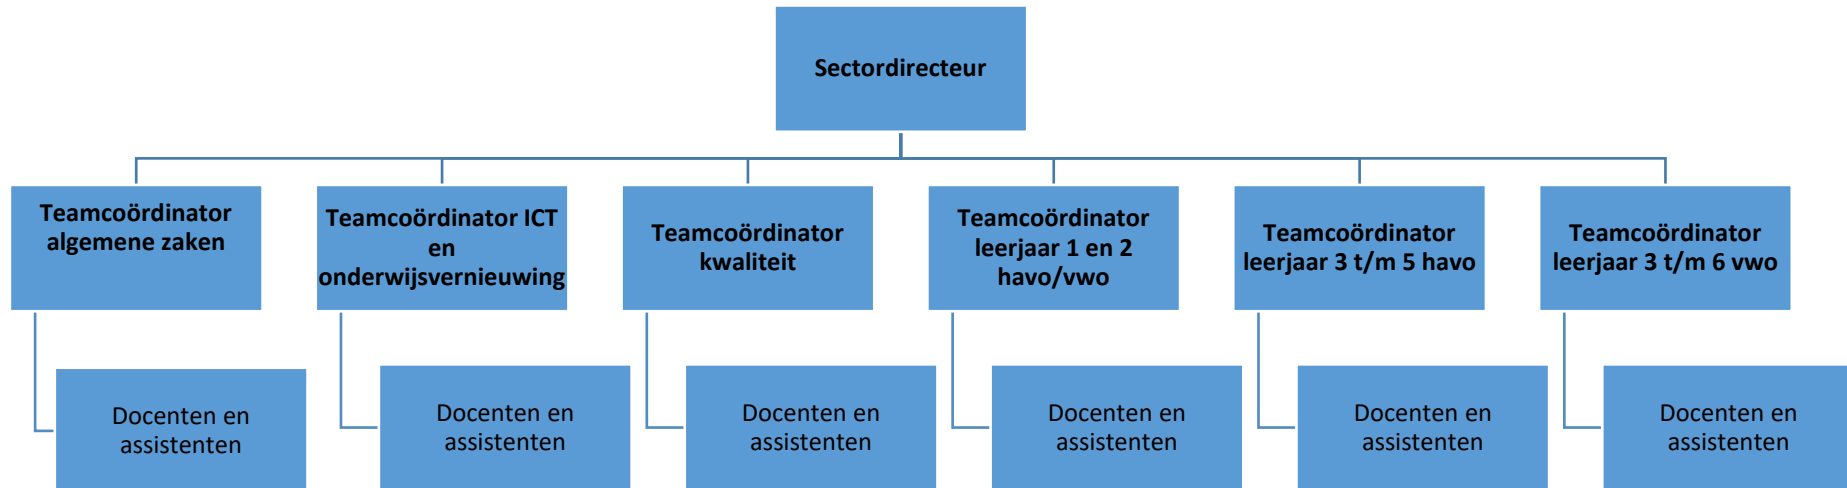 Sectordirecteur
Teamcoördinator
algemene zaken
Teamcoördinator ICT
en
onderwijsvernieuwing
Teamcoördinator
kwaliteit
Teamcoördinator
leerjaar 1 en 2
havo/vwo
Teamcoördinator
leerjaar 3 t/m 5 havo
Teamcoördinator
leerjaar 3 t/m 6 vwo
Docenten en
assistenten
Docenten en
assistenten
Docenten en
assistenten
Docenten en
assistenten
Docenten en
assistenten
Docenten en
assistenten